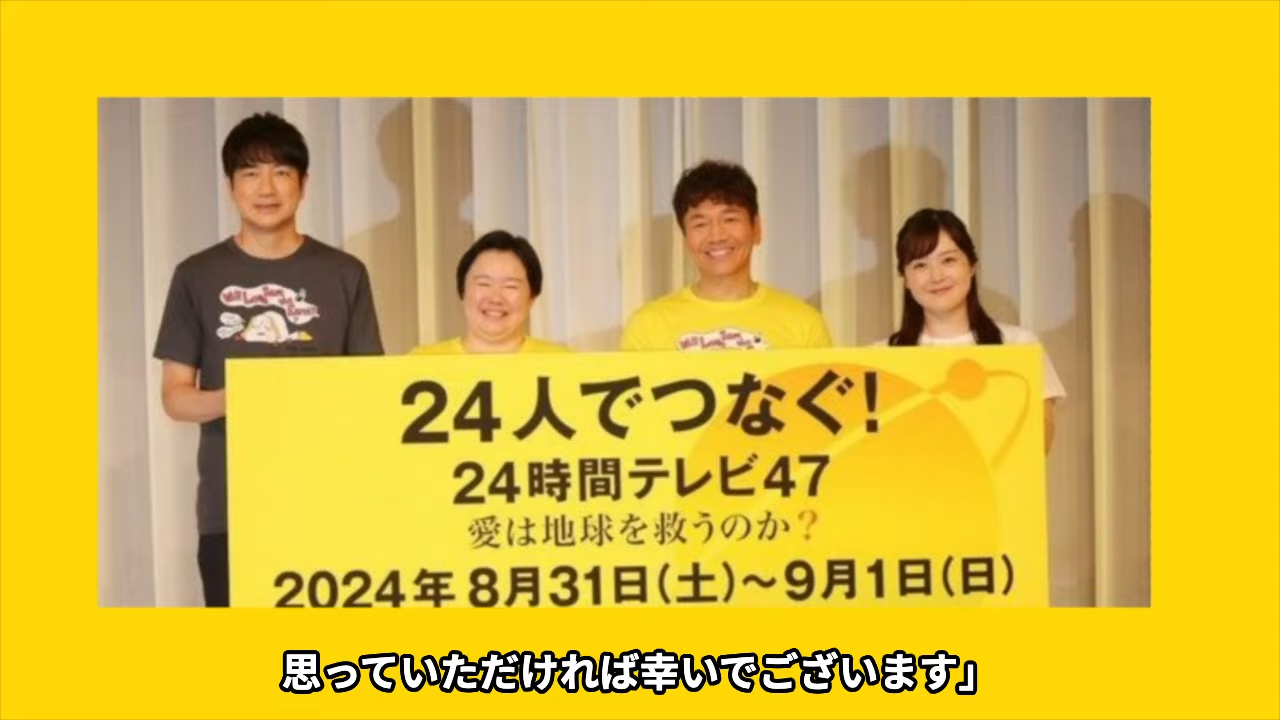 24人でつなぐ!
24時間テレビ47
愛は地球を救うのか?
2024年 8月31日(土)~9月1日(日)
思っていただければ幸いでございます」